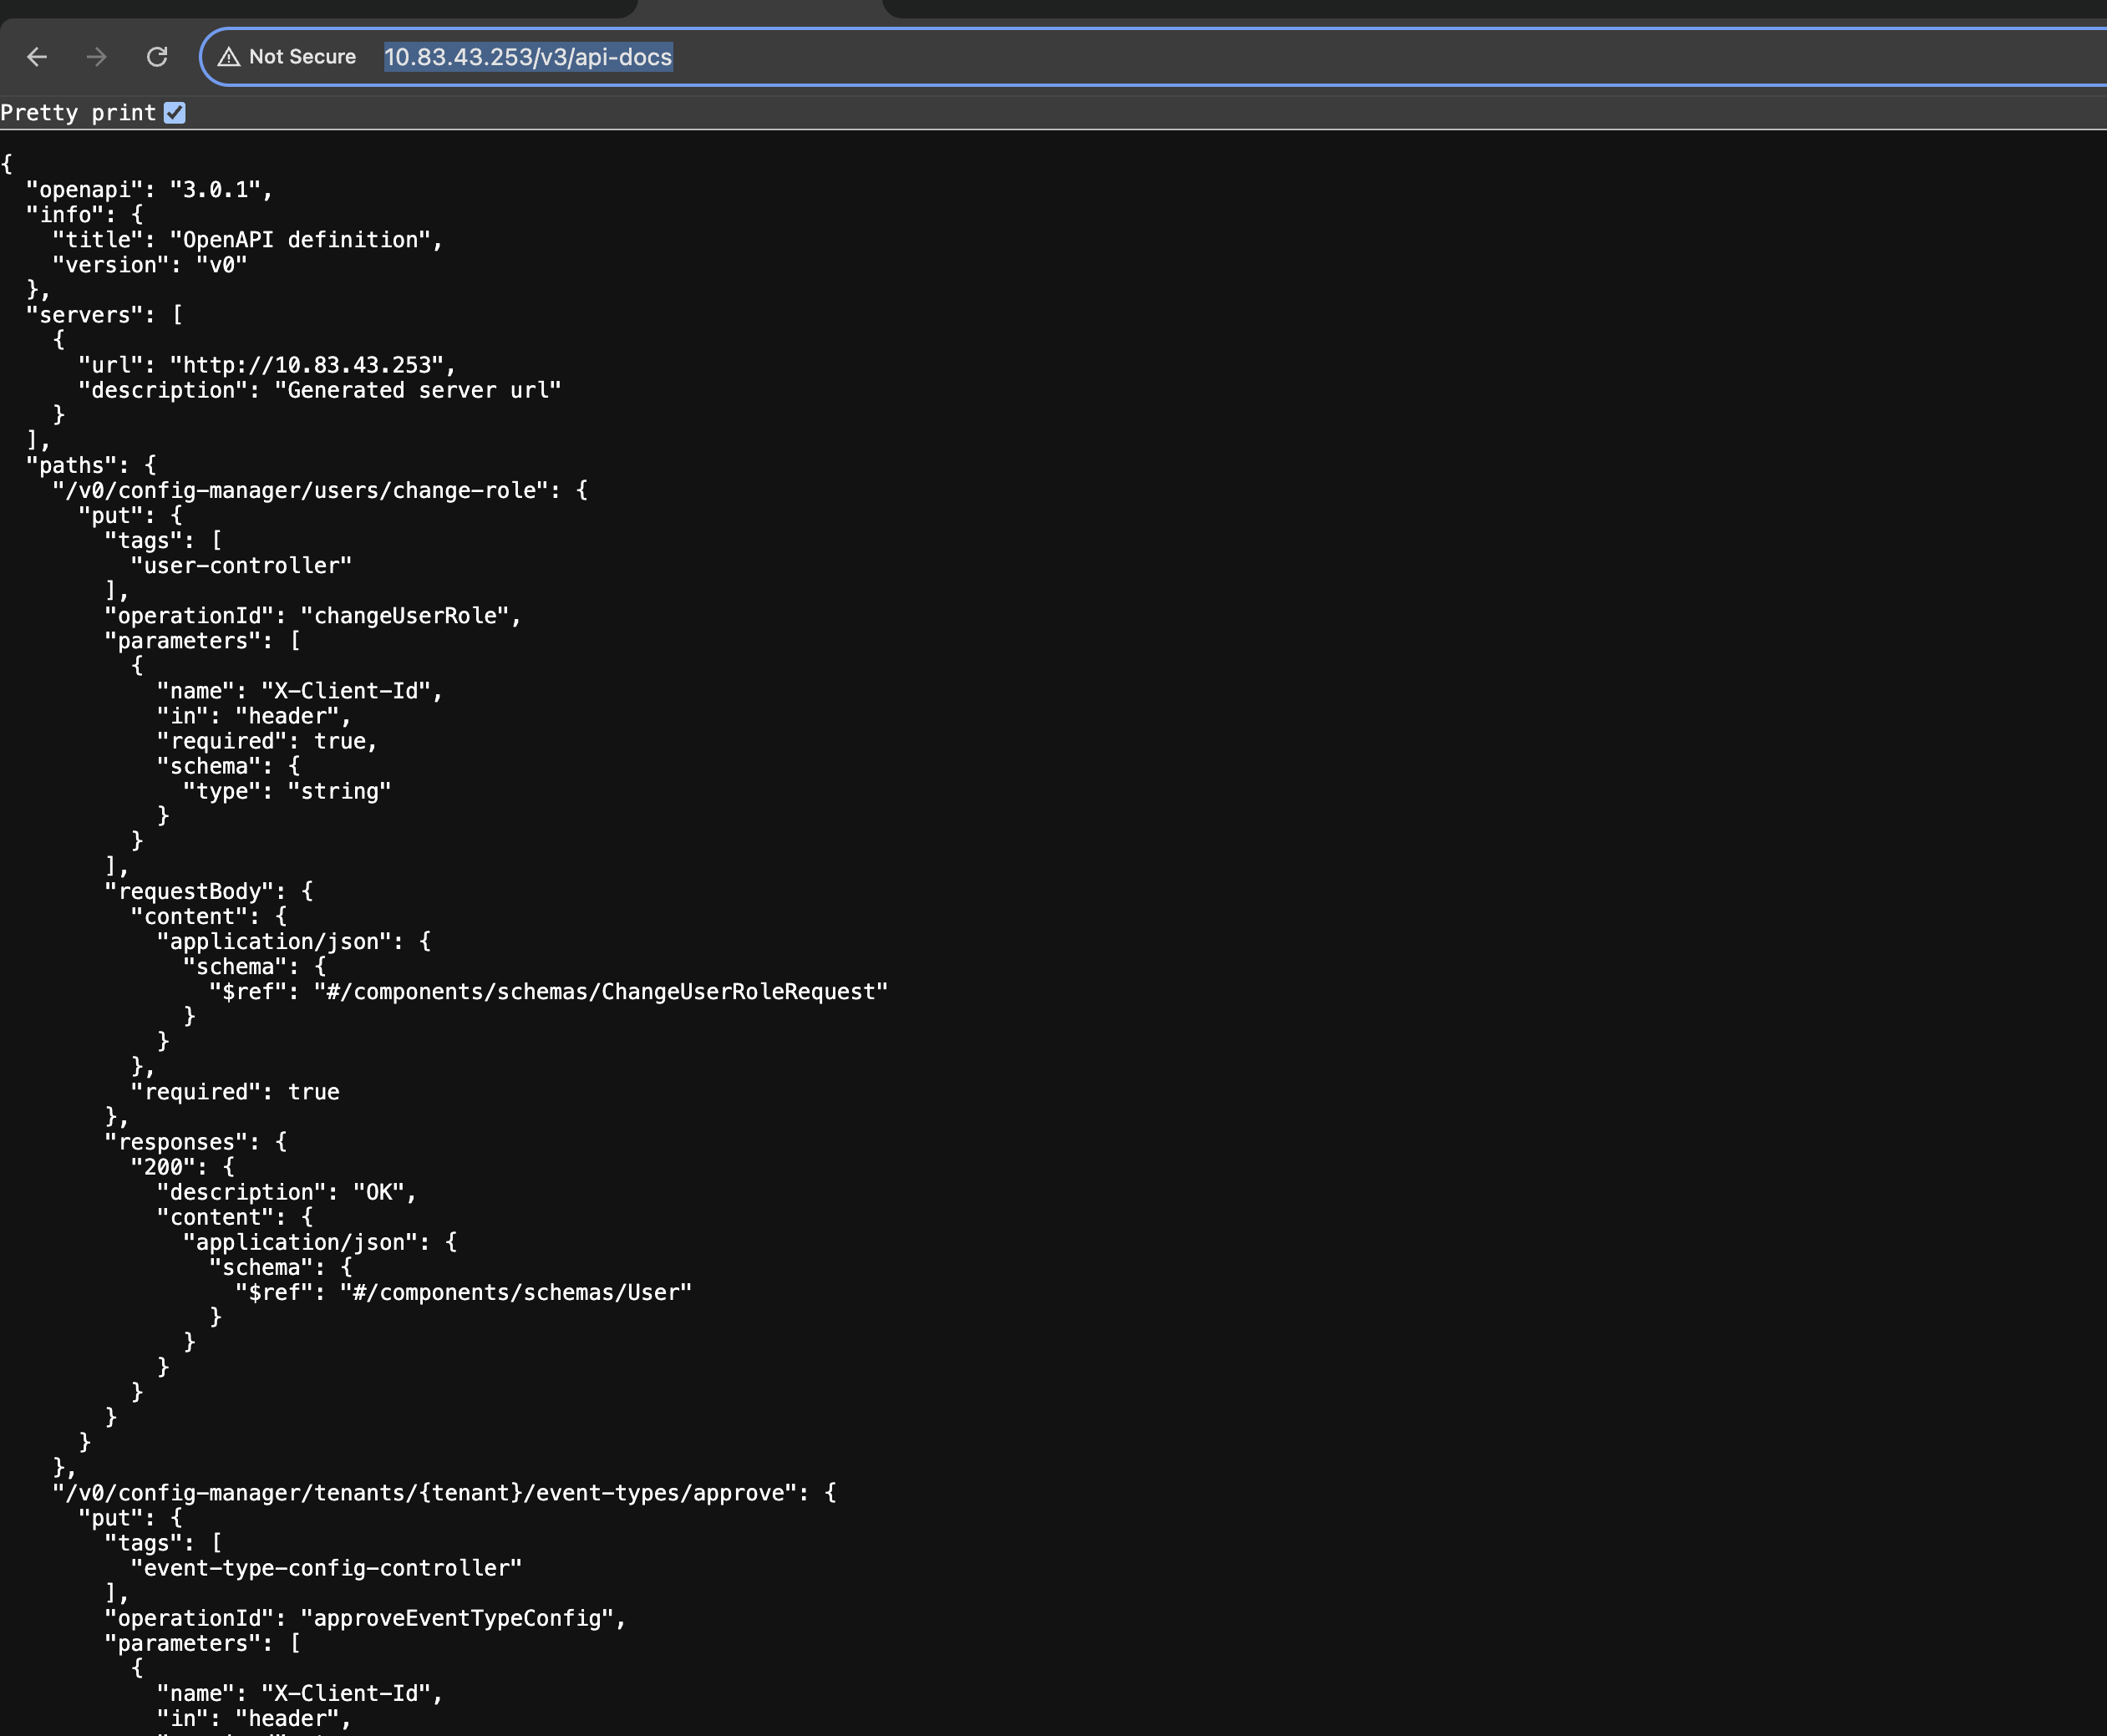 Not Secure 10.83.43.253/v3/api-docs
Pretty print
{
  "openapi": "3.0.1",
  "info": {
    "title": "OpenAPI definition",
    "version": "v0"
  },
  "servers": [
    {
      "url": "http://10.83.43.253",
      "description": "Generated server url"
    }
  ],
  "paths": {
    "/v0/config-manager/users/change-role": {
      "put": {
        "tags": [
          "user-controller"
        ],
        "operationId": "changeUserRole",
        "parameters": [
          {
            "name": "X-Client-Id",
            "in": "header",
            "required": true,
            "schema": {
              "type": "string"
            }
          }
        ],
        "requestBody": {
          "content": {
            "application/json": {
              "schema": {
                "$ref": "#/components/schemas/ChangeUserRoleRequest"
              }
            }
          },
          "required": true
        },
        "responses": {
          "200": {
            "description": "OK",
            "content": {
              "application/json": {
                "schema": {
                  "$ref": "#/components/schemas/User"
                }
              }
            }
          }
        }
      }
    },
    "/v0/config-manager/tenants/{tenant}/event-types/approve": {
      "put": {
        "tags": [
          "event-type-config-controller"
        ],
        "operationId": "approveEventTypeConfig",
        "parameters": [
          {
            "name": "X-Client-Id",
            "in": "header",